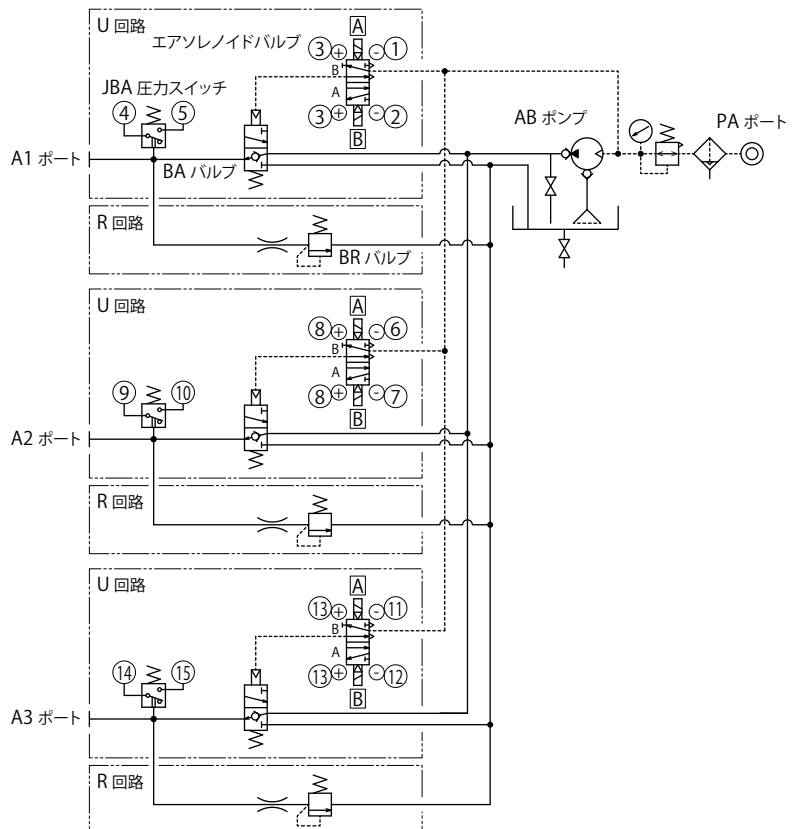 U 回路
A
エアソレノイドバルブ
3 + - 1
B
A
JBA 圧力スイッチ
4 5
3 + - 2
B
AB ポンプ
PA ポート
A1 ポート
BA バルブ
R 回路
BR バルブ
U 回路
A
8 + - 6
B
A
9 10
8 + - 7
B
A2 ポート
R 回路
U 回路
A
13 + - 11
B
A
14 15
13 + - 12
B
A3 ポート
R 回路